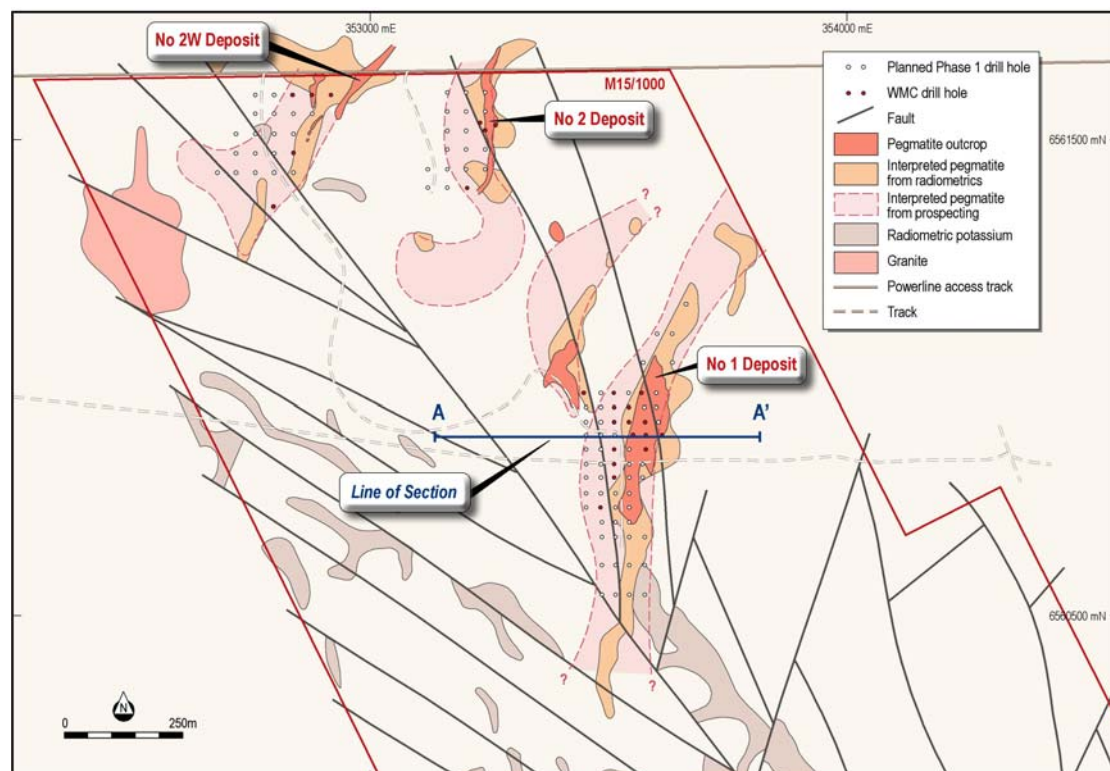 353000 mE
354000 mE
No 2W Deposit
M15/1000
No 2 Deposit
6561500 mN
Planned Phase 1 drill hole
WMC drill hole
Fault
Pegmatite outcrop
Interpreted pegmatite
from radiometrics
Interpreted pegmatite
from prospecting
Radiometric potassium
Granite
Powerline access track
Track
?
?
No 1 Deposit
A
A'
Line of Section
6560500 mN
?
?
N
0
250m